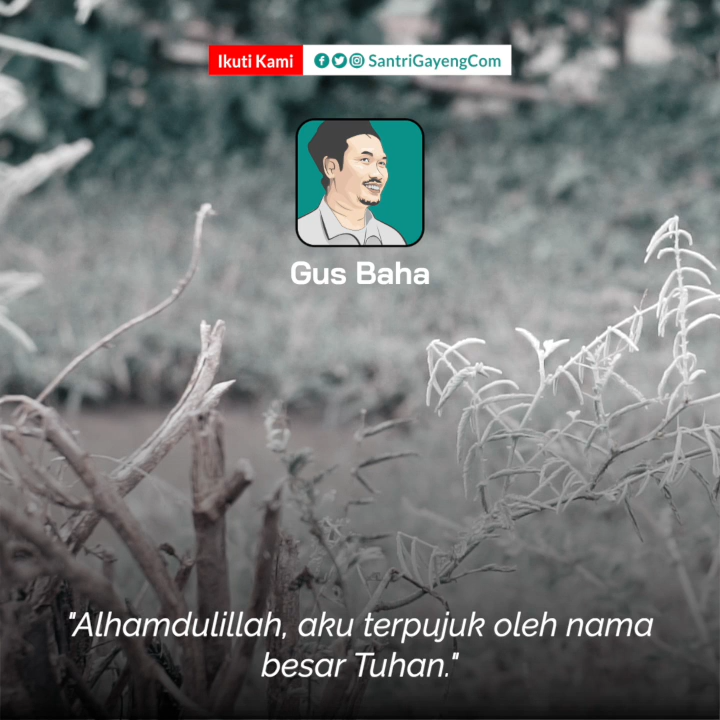 Ikuti Kami SantriGayengCom
Gus Baha
"Alhamdulillah, aku terpujuk oleh nama
besar Tuhan."